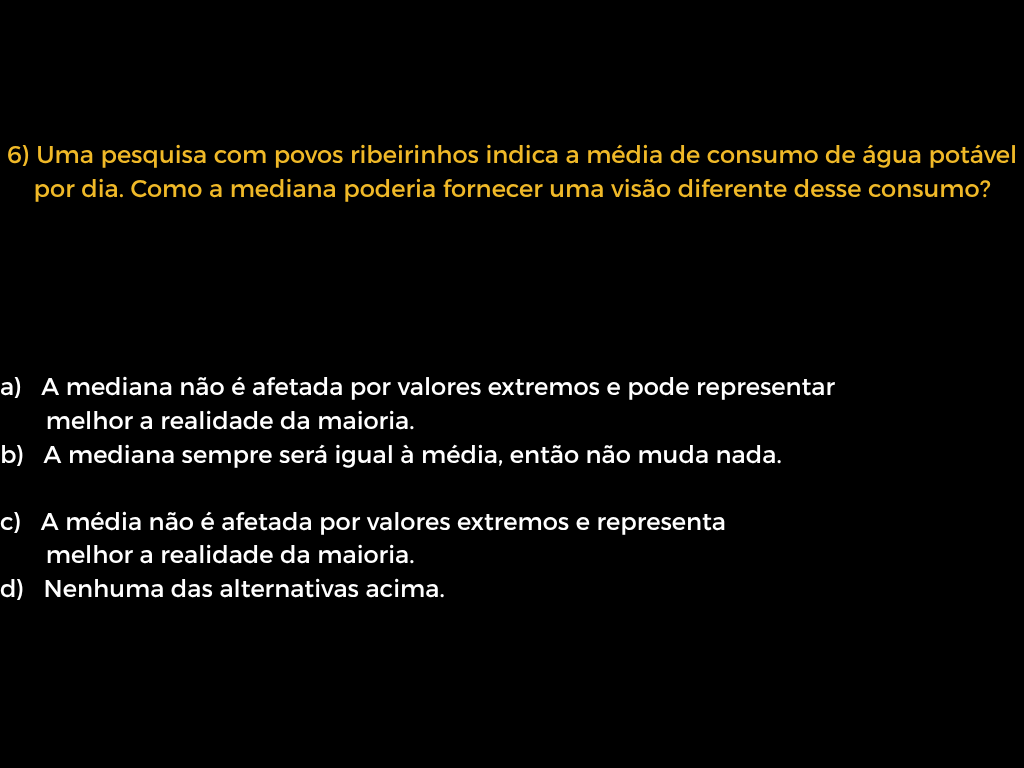 6) Uma pesquisa com povos ribeirinhos indica a média de consumo de água potável
por dia. Como a mediana poderia fornecer uma visão diferente desse consumo?
a) A mediana não é afetada por valores extremos e pode representar
melhor a realidade da maioria.
b) A mediana sempre será igual à média, então não muda nada.
c) A média não é afetada por valores extremos e representa
melhor a realidade da maioria.
d) Nenhuma das alternativas acima.